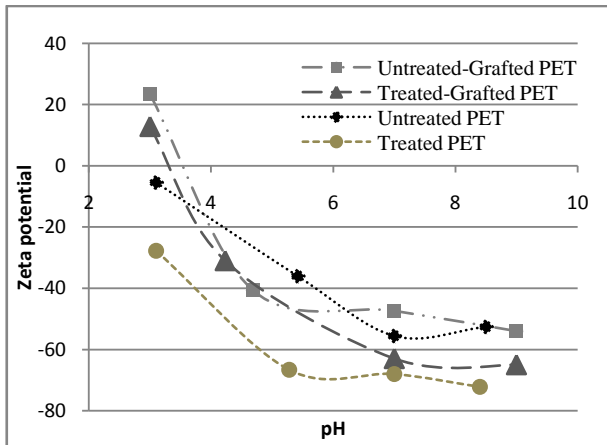 40
20
0
-20
-40
-60
-80
2
4
6
8
10
Zeta potential
pH
Untreated-Grafted PET
Treated-Grafted PET
Untreated PET
Treated PET